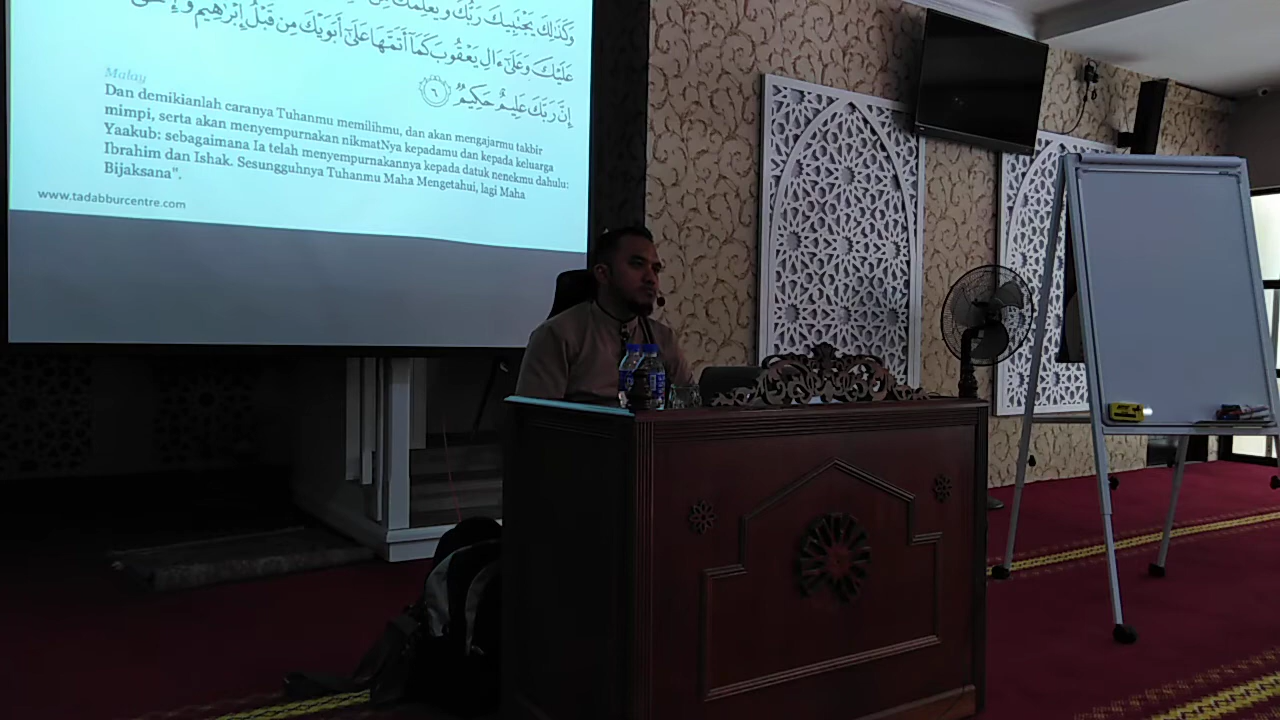 وَكَذَٰلِكَ يَجْتَبِيكَ رَبُّكَ وَيُعَلِّمُكَ مِن
عَلَيْكَ وَعَلَىٰٓ ءَالِ يَعْقُوبَ كَمَآ أَتَمَّهَا عَلَىٰٓ أَبَوَيْكَ مِن قَبْلُ إِبْرَٰهِيمَ
إِنَّ رَبَّكَ عَلِيمٌ حَكِيمٌ ٦
Malay
Dan demikianlah caranya Tuhanmu memilihmu, dan akan mengajarmu takbir
mimpi, serta akan menyempurnakan nikmatNya kepadamu dan kepada keluarga
Yaakub: sebagaimana Ia telah menyempurnakannya kepada datuk nenekmu dahulu:
Ibrahim dan Ishak. Sesungguhnya Tuhanmu Maha Mengetahui, lagi Maha
Bijaksana".
www.tadabburcentre.com